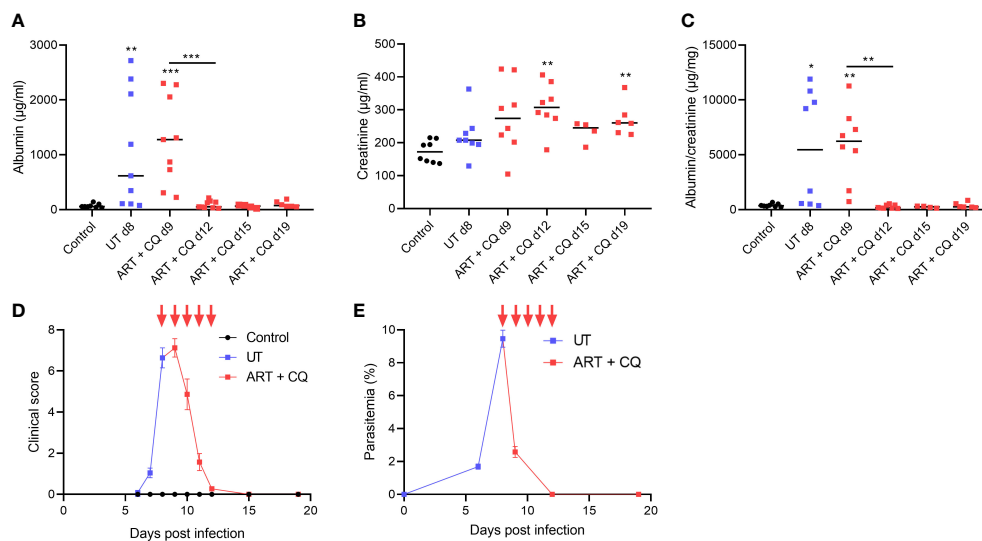 A
Albumin (µg/ml)
3000
2000
1000
0
**
***
***
Control
UT d8
ART + CQ d9
ART + CQ d12
ART + CQ d15
ART + CQ d19
B
Creatinine (µg/ml)
500
400
300
200
100
0
**
**
Control
UT d8
ART + CQ d9
ART + CQ d12
ART + CQ d15
ART + CQ d19
C
Albumin/creatinine (µg/mg)
15000
10000
5000
0
*
**
**
Control
UT d8
ART + CQ d9
ART + CQ d12
ART + CQ d15
ART + CQ d19
D
Clinical score
8
6
4
2
0
0
5
10
15
20
Days post infection
Control
UT
ART + CQ
E
Parasitemia (%)
10
8
6
4
2
0
0
5
10
15
20
Days post infection
UT
ART + CQ